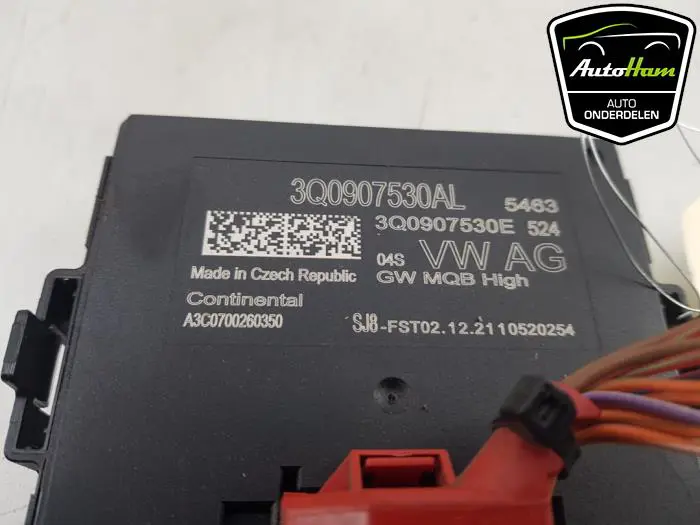 AutoHam
AUTO
ONDERDELEN
3Q0907530AL 5463
3Q0907530E 524
04S VW AG
Made in Czech Republic GW MQB High
Continental
A3C0700260350 SJ8-FST02.12.2110520254